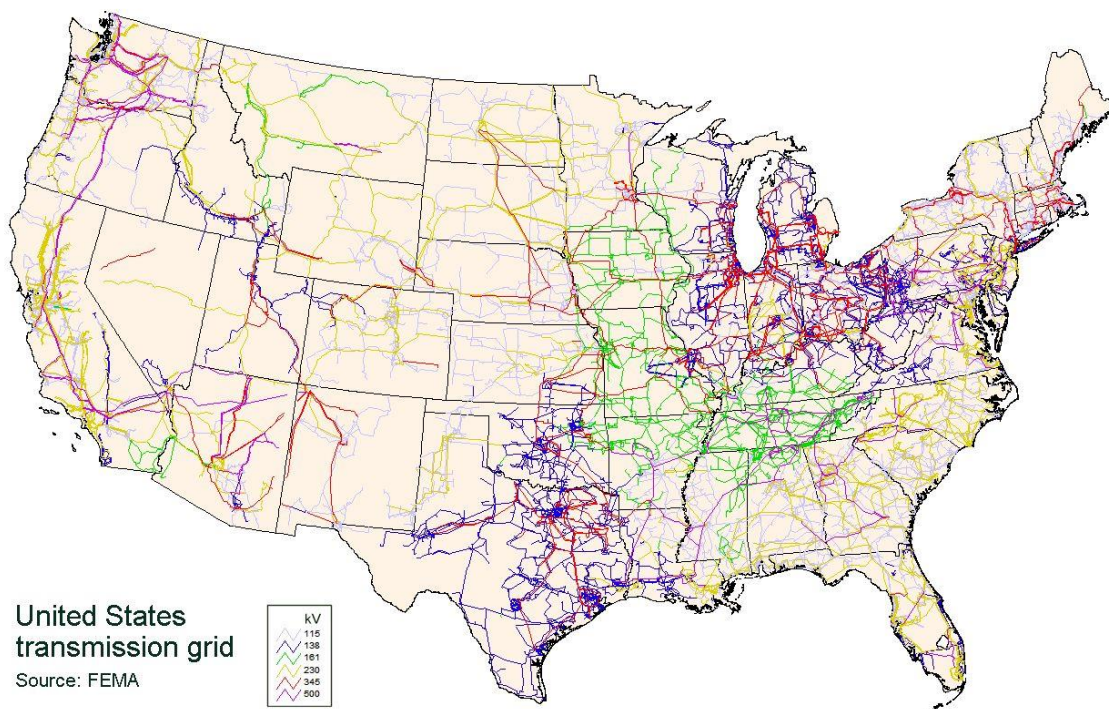 United States
transmission grid
Source: FEMA
kV
115
138
161
230
345
500